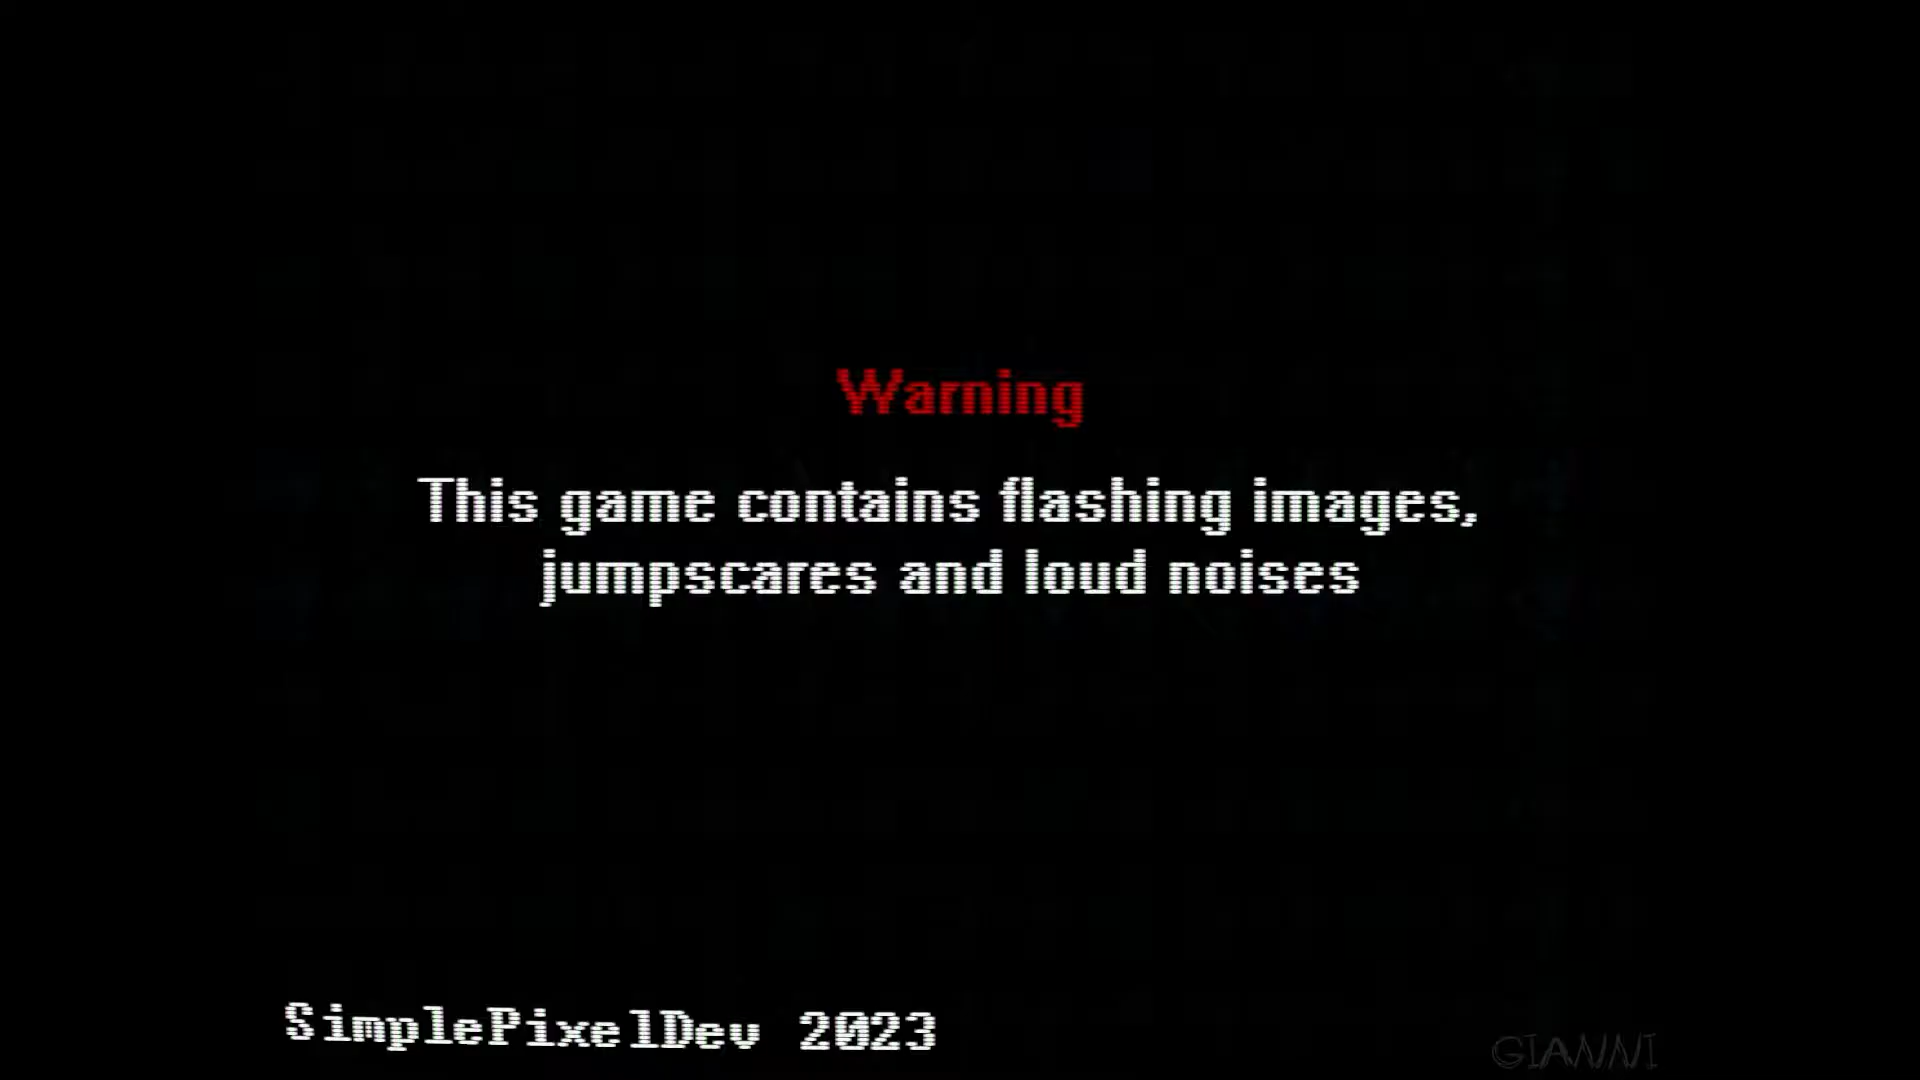 Warning
This game contains flashing images,
jumpscares and loud noises
SimplePixelDev 2023
GIANNI